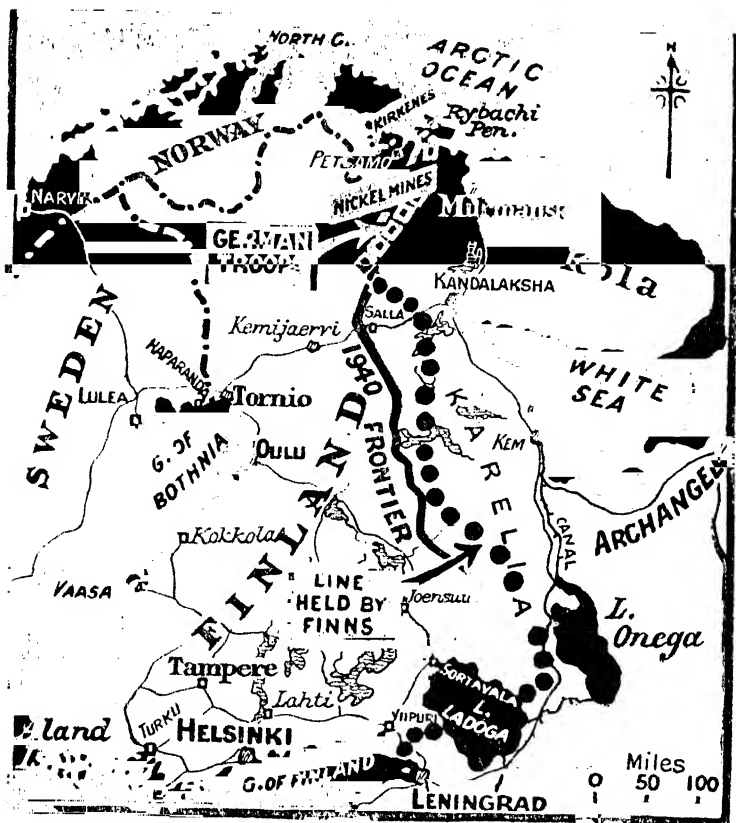 NORTH C.
ARCTIC
OCEAN
N
KIRKENES
Rybachi
Pen.
NORWAY
PETSAMO
NARVIK
NICKEL MINES
Murmansk
GERMAN
TROOPS
Kola
KANDALAKSHA
SALLA
SWEDEN
Kemijaervi
HAPARANDA
1940
FRONTIER
WHITE
SEA
LULEA
Tornio
KARELIA
G. OF
BOTHNIA
OULU
KEM
FINLAND
ARCHANGEL
Kokkola
CANAL
VAASA
LINE
HELD BY
FINNS
Joensuu
L.
Onega
Tampere
SORTAVALA
L.
LADOGA
Lahti
land
TURKU
HELSINKI
VIIPURI
G. OF FINLAND
LENINGRAD
Miles
0 50 100